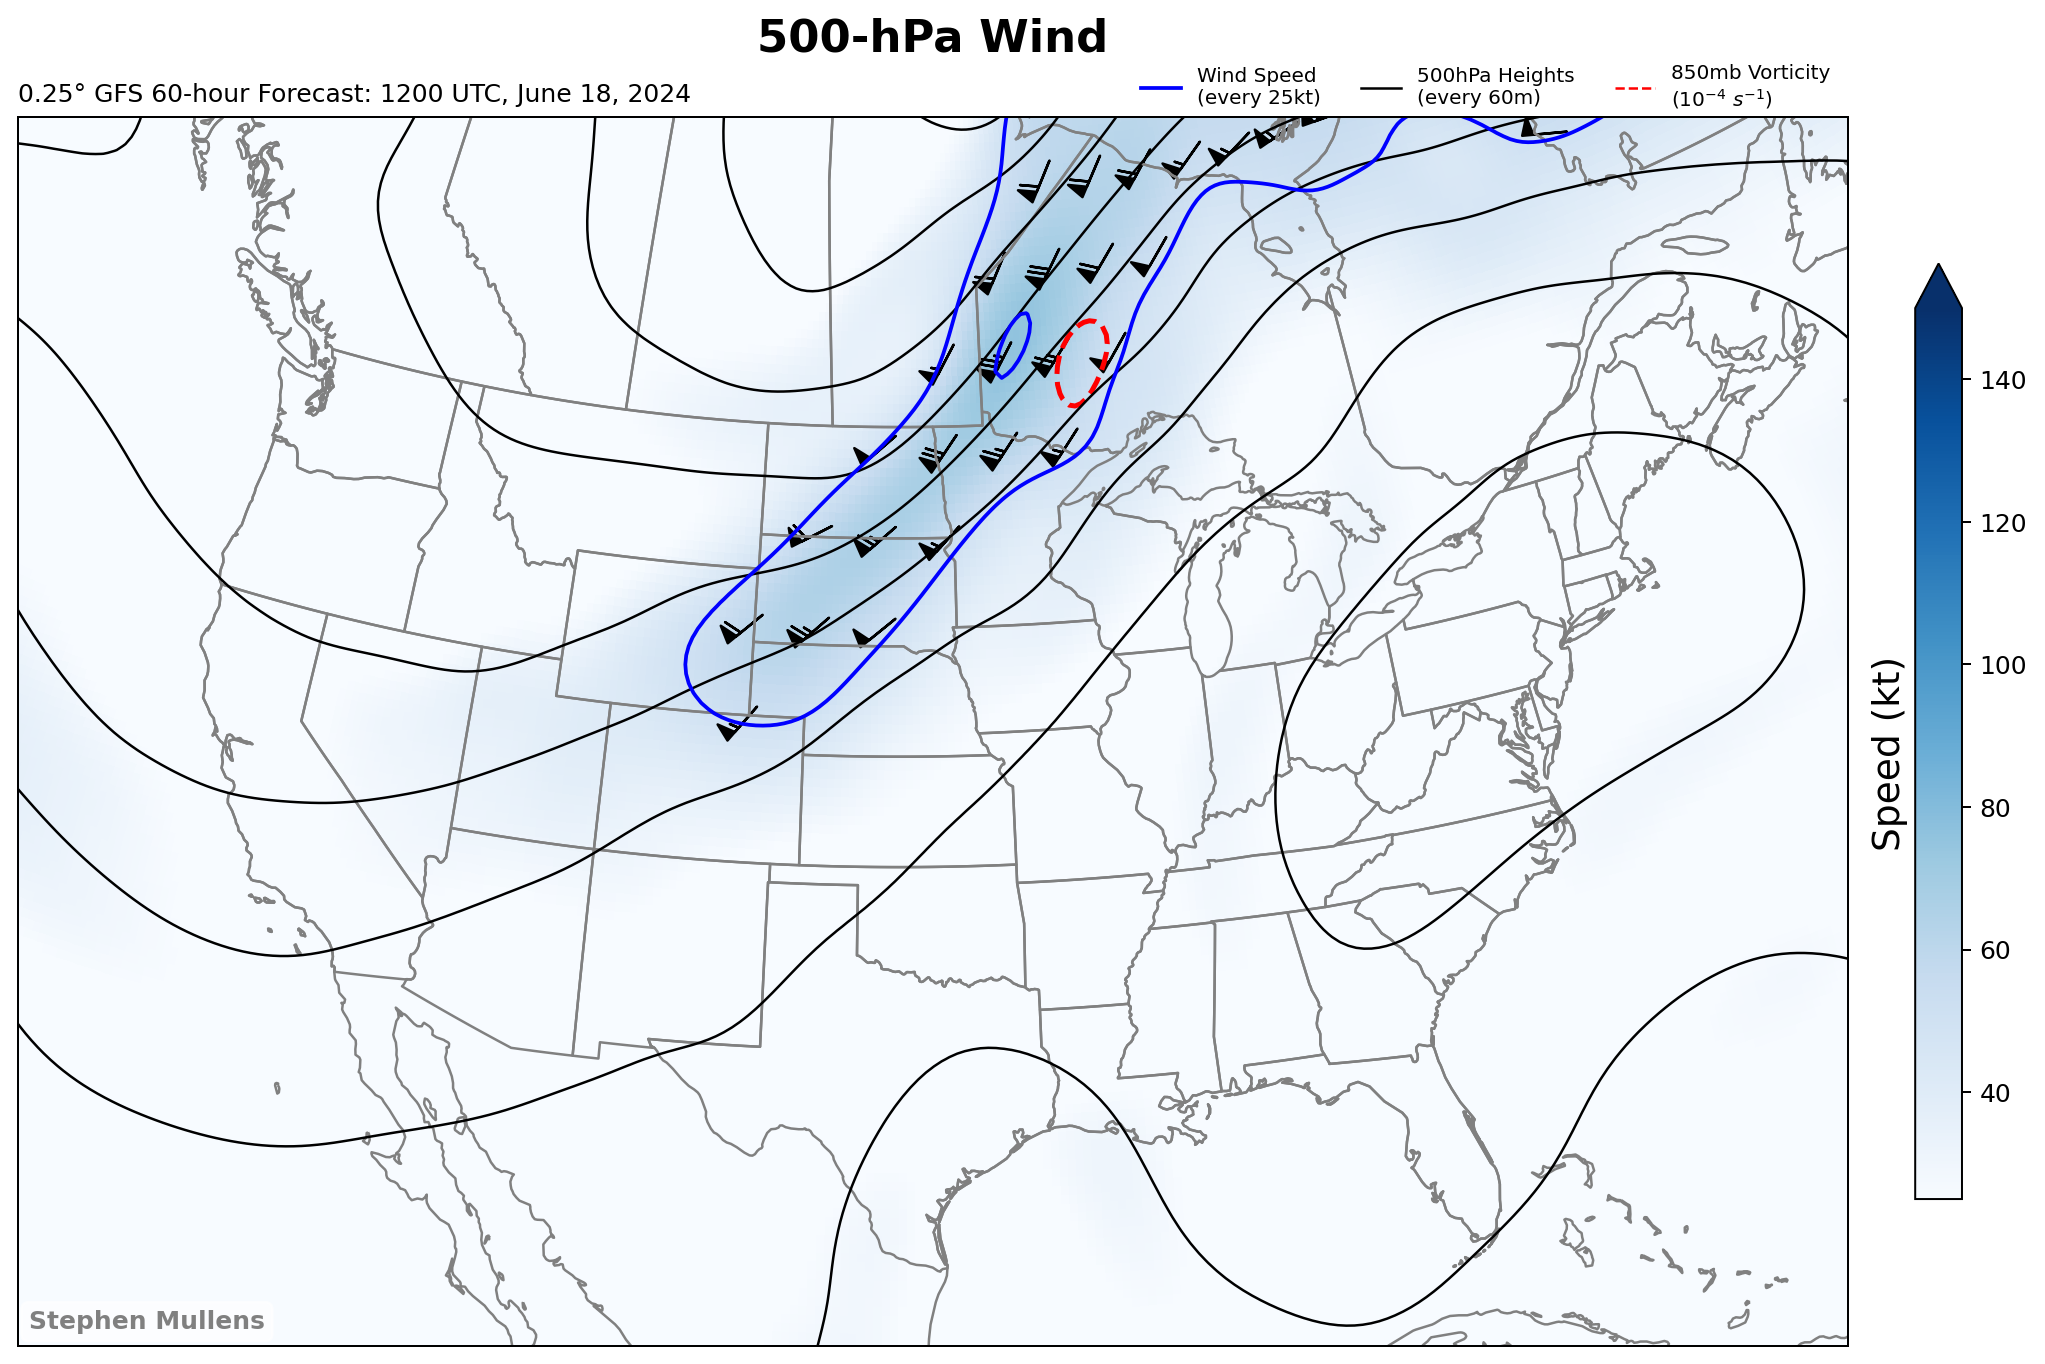 500-hPa Wind
0.25° GFS 60-hour Forecast: 1200 UTC, June 18, 2024
Wind Speed
(every 25kt)
500hPa Heights
(every 60m)
850mb Vorticity
(10⁻⁴ s⁻¹)
140
120
100
80
60
40
Speed (kt)
Stephen Mullens